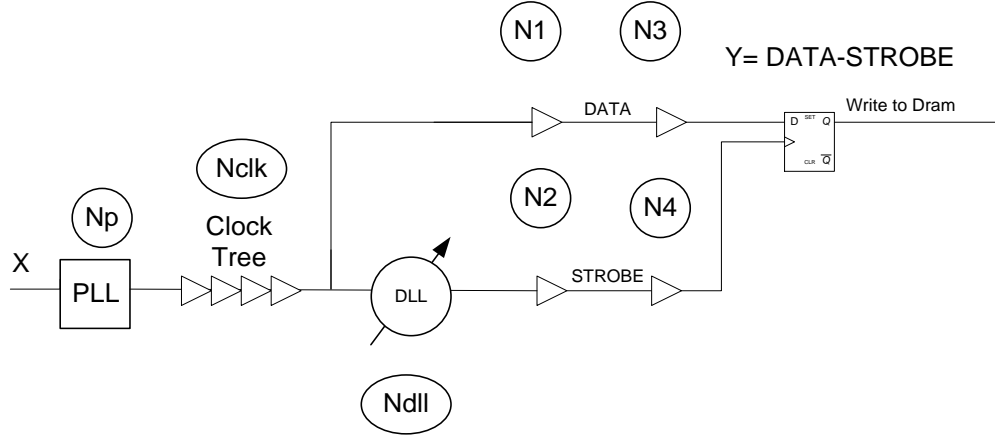 N1
N3
Y= DATA-STROBE
Write to Dram
DATA
D SET Q
CLR Q
Nclk
N2
N4
Np
Clock
Tree
X
PLL
STROBE
DLL
Ndll